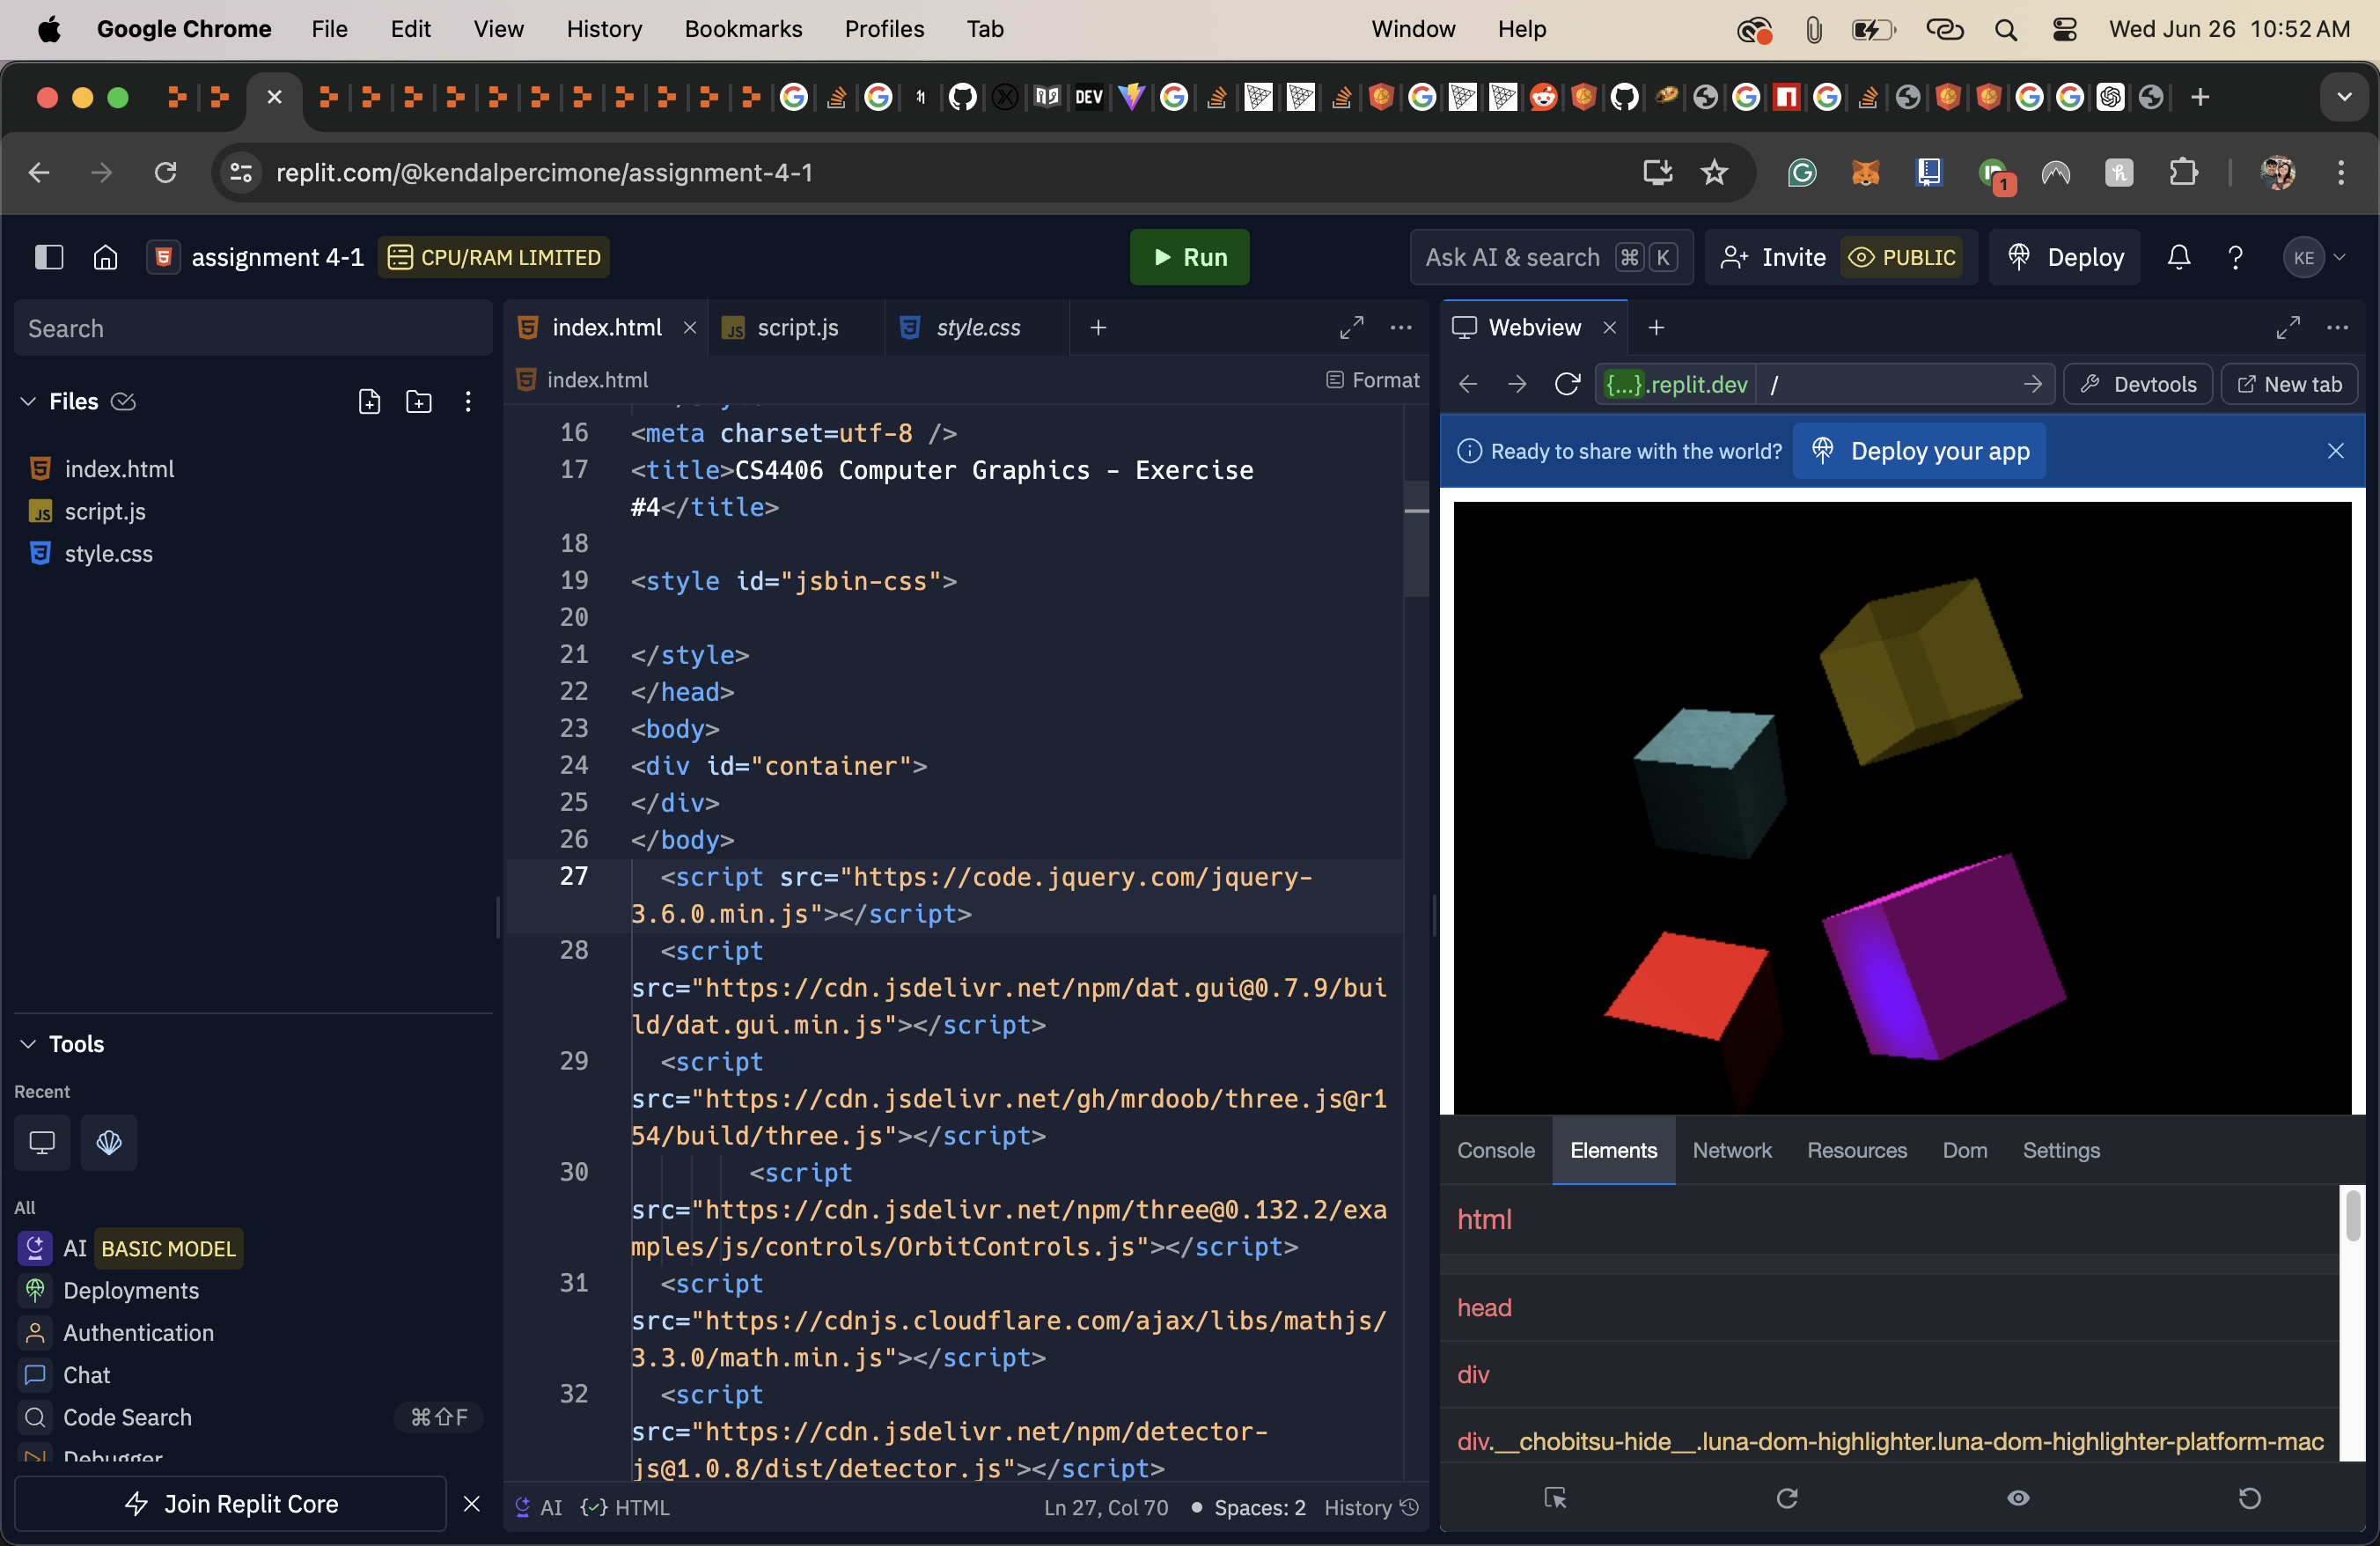 Google Chrome File Edit View History Bookmarks Profiles Tab Window Help Wed Jun 26 10:52 AM
DEV
replit.com/@kendalpercimone/assignment-4-1
1
assignment 4-1 CPU/RAM LIMITED Run Ask AI & search ⌘ K Invite PUBLIC Deploy ? KE
Search
Files
index.html
script.js
style.css
Tools
Recent
All
AI BASIC MODEL
Deployments
Authentication
Chat
Code Search ⌘⇧F
Debugger
Join Replit Core
index.html script.js style.css
index.html Format
16 <meta charset=utf-8 />
17 <title>CS4406 Computer Graphics - Exercise
#4</title>
18
19 <style id="jsbin-css">
20
21 </style>
22 </head>
23 <body>
24 <div id="container">
25 </div>
26 </body>
27 <script src="https://code.jquery.com/jquery-
3.6.0.min.js"></script>
28 <script
src="https://cdn.jsdelivr.net/npm/dat.gui@0.7.9/bui
ld/dat.gui.min.js"></script>
29 <script
src="https://cdn.jsdelivr.net/gh/mrdoob/three.js@r1
54/build/three.js"></script>
30 <script
src="https://cdn.jsdelivr.net/npm/three@0.132.2/exa
mples/js/controls/OrbitControls.js"></script>
31 <script
src="https://cdnjs.cloudflare.com/ajax/libs/mathjs/
3.3.0/math.min.js"></script>
32 <script
src="https://cdn.jsdelivr.net/npm/detector-
js@1.0.8/dist/detector.js"></script>
AI HTML Ln 27, Col 70 Spaces: 2 History
Webview
{...}.replit.dev / Devtools New tab
Ready to share with the world? Deploy your app
Console Elements Network Resources Dom Settings
html
head
div
div.__chobitsu-hide__.luna-dom-highlighter.luna-dom-highlighter-platform-mac